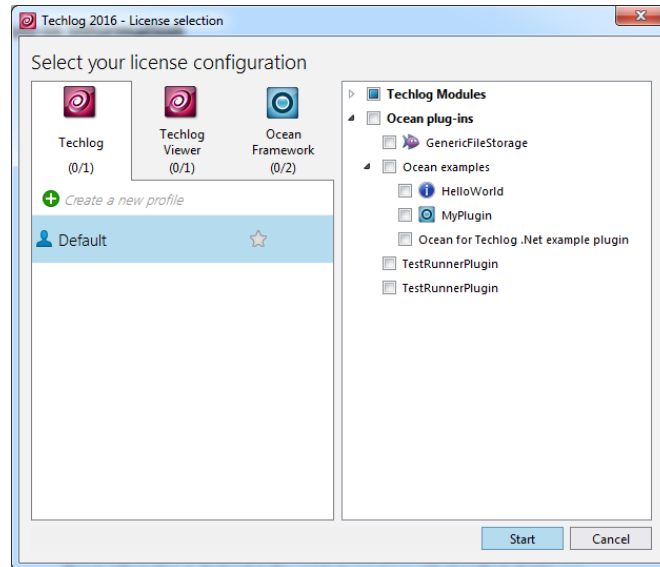 Techlog 2016 - License selection
Select your license configuration
Techlog
(0/1)
Techlog
Viewer
(0/1)
Ocean
Framework
(0/2)
Create a new profile
Default
Techlog Modules
Ocean plug-ins
GenericFileStorage
Ocean examples
HelloWorld
MyPlugin
Ocean for Techlog .Net example plugin
TestRunnerPlugin
TestRunnerPlugin
Start
Cancel